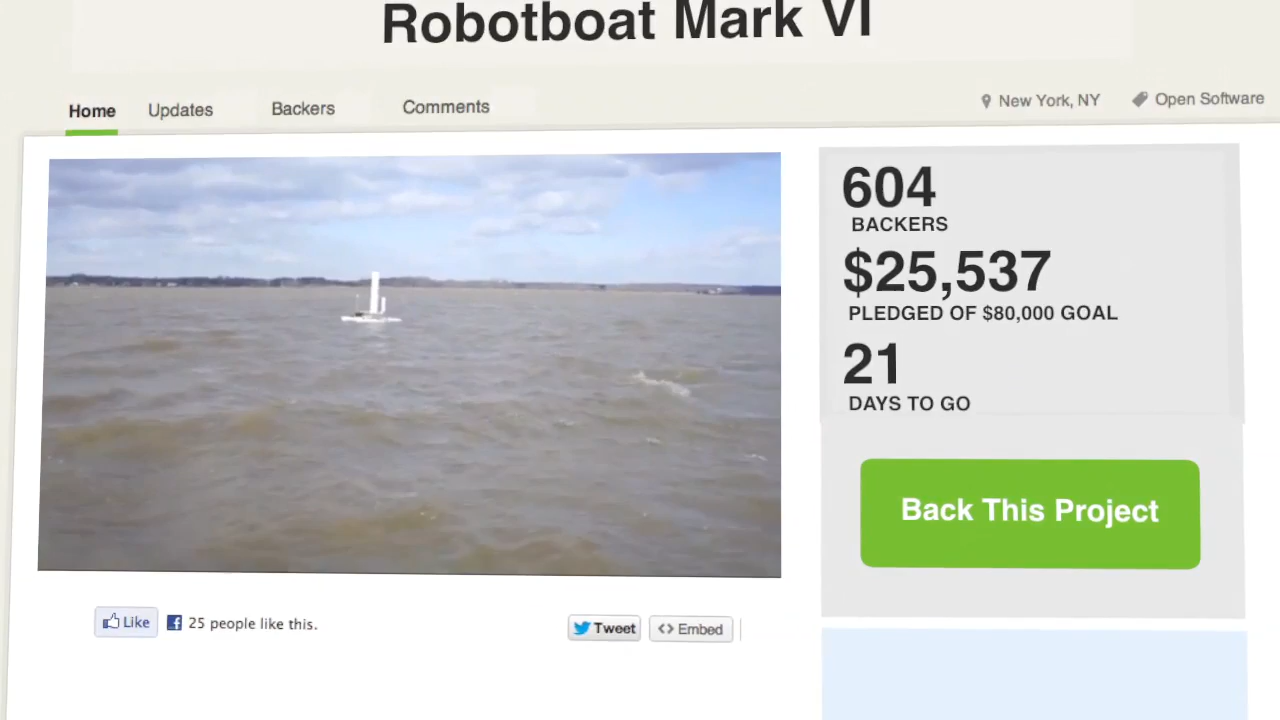 Robotboat Mark VI
Home Updates Backers Comments
New York, NY Open Software
604
BACKERS
$25,537
PLEDGED OF $80,000 GOAL
21
DAYS TO GO
Back This Project
Like 25 people like this.
Tweet <> Embed